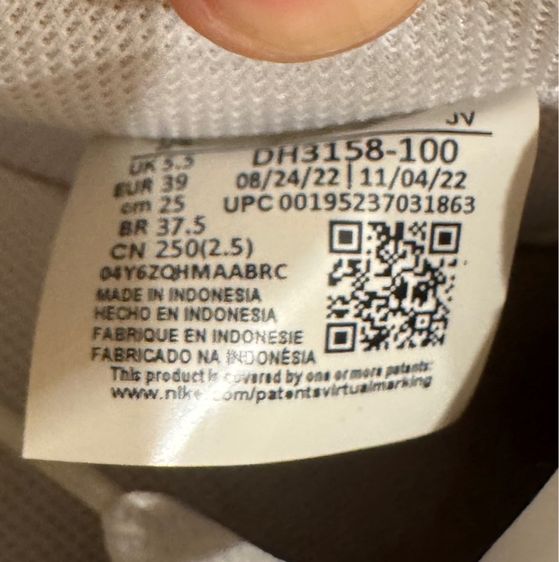 JV
UK 5.5
DH3158-100
EUR 39
08/24/22 | 11/04/22
cm 25
UPC 00195237031863
BR 37.5
CN 250(2.5)
04Y6ZQHMAABRC
MADE IN INDONESIA
HECHO EN INDONESIA
FABRIQUE EN INDONESIE
FABRICADO NA INDONÉSIA
This product is covered by one or more patents:
www.nike.com/patentsvirtualmarking